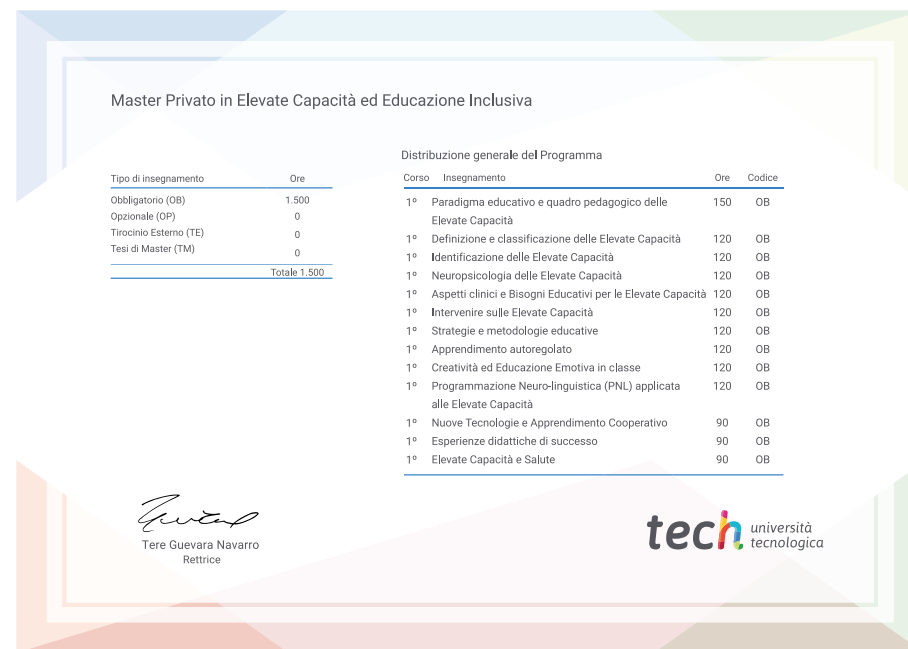 Master Privato in Elevate Capacità ed Educazione Inclusiva
Tipo di insegnamento Ore
Obbligatorio (OB) 1.500
Opzionale (OP) 0
Tirocinio Esterno (TE) 0
Tesi di Master (TM) 0
Totale 1.500
Distribuzione generale del Programma
Corso Insegnamento Ore Codice
1º Paradigma educativo e quadro pedagogico delle 150 OB
Elevate Capacità
1º Definizione e classificazione delle Elevate Capacità 120 OB
1º Identificazione delle Elevate Capacità 120 OB
1º Neuropsicologia delle Elevate Capacità 120 OB
1º Aspetti clinici e Bisogni Educativi per le Elevate Capacità 120 OB
1º Intervenire sulle Elevate Capacità 120 OB
1º Strategie e metodologie educative 120 OB
1º Apprendimento autoregolato 120 OB
1º Creatività ed Educazione Emotiva in classe 120 OB
1º Programmazione Neuro-linguistica (PNL) applicata 120 OB
alle Elevate Capacità
1º Nuove Tecnologie e Apprendimento Cooperativo 90 OB
1º Esperienze didattiche di successo 90 OB
1º Elevate Capacità e Salute 90 OB
Tere Guevara Navarro
Rettrice
tech università
tecnologica